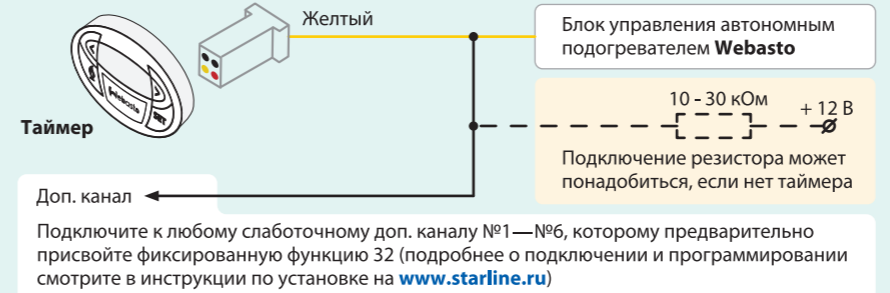 Желтый
Блок управления автономным
подогревателем Webasto
Webasto
SET
Таймер
10 - 30 кОм
+ 12 В
Подключение резистора может
понадобиться, если нет таймера
Доп. канал
Подключите к любому слаботочному доп. каналу №1—№6, которому предварительно
присвойте фиксированную функцию 32 (подробнее о подключении и программировании
смотрите в инструкции по установке на www.starline.ru)